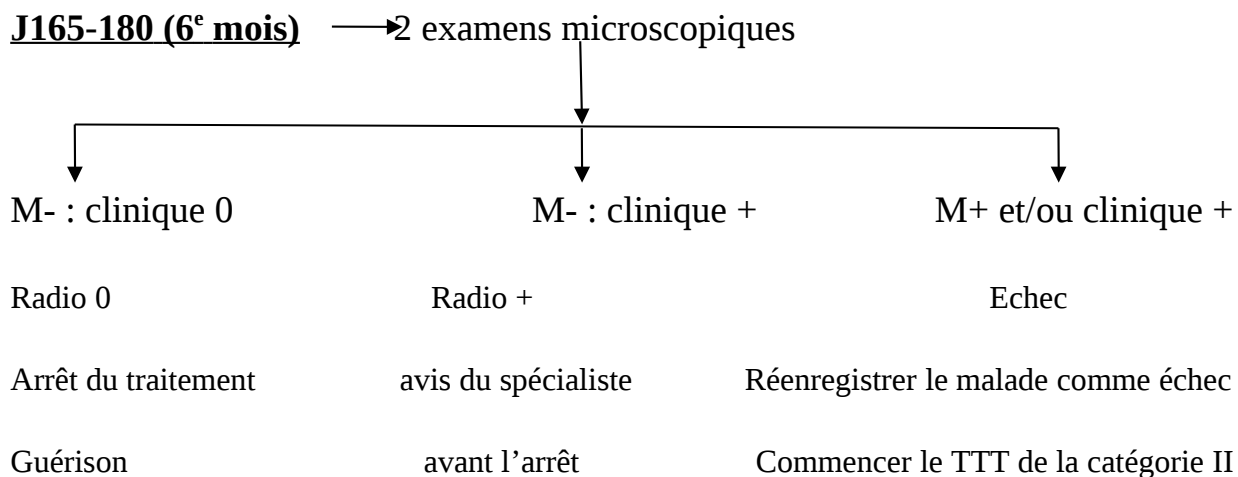 J165-180 (6e mois) 2 examens microscopiques
M- : clinique 0 M- : clinique + M+ et/ou clinique +
Radio 0 Radio + Echec
Arrêt du traitement avis du spécialiste Réenregistrer le malade comme échec
Guérison avant l’arrêt Commencer le TTT de la catégorie II